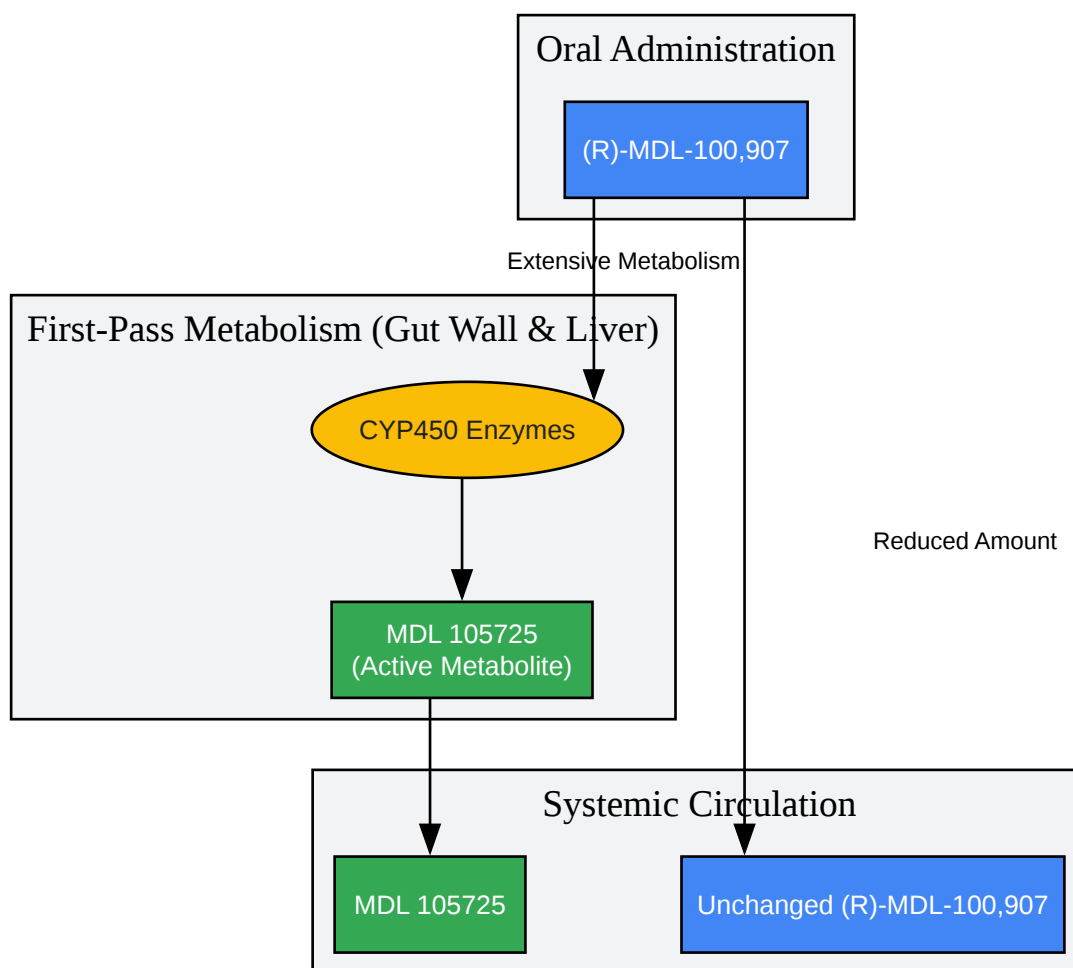 Oral Administration
(R)-MDL-100,907
Extensive Metabolism
First-Pass Metabolism (Gut Wall & Liver)
CYP450 Enzymes
Reduced Amount
MDL 105725
(Active Metabolite)
Systemic Circulation
MDL 105725
Unchanged (R)-MDL-100,907